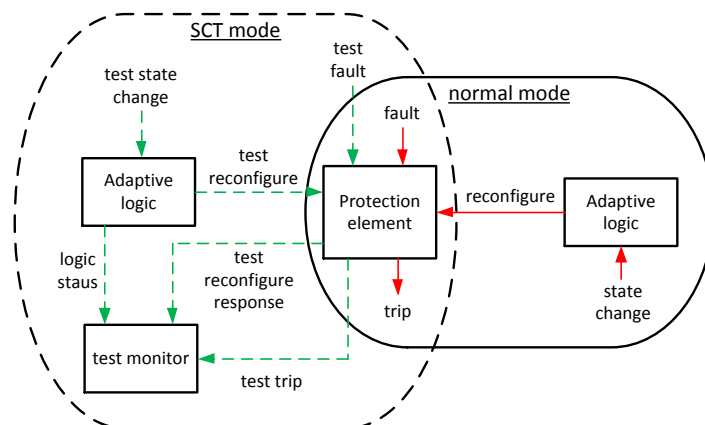 SCT mode
test
fault
test state
change
normal mode
fault
test
reconfigure
Adaptive
logic
Protection
element
reconfigure
Adaptive
logic
logic
staus
test
reconfigure
response
trip
state
change
test monitor
test trip